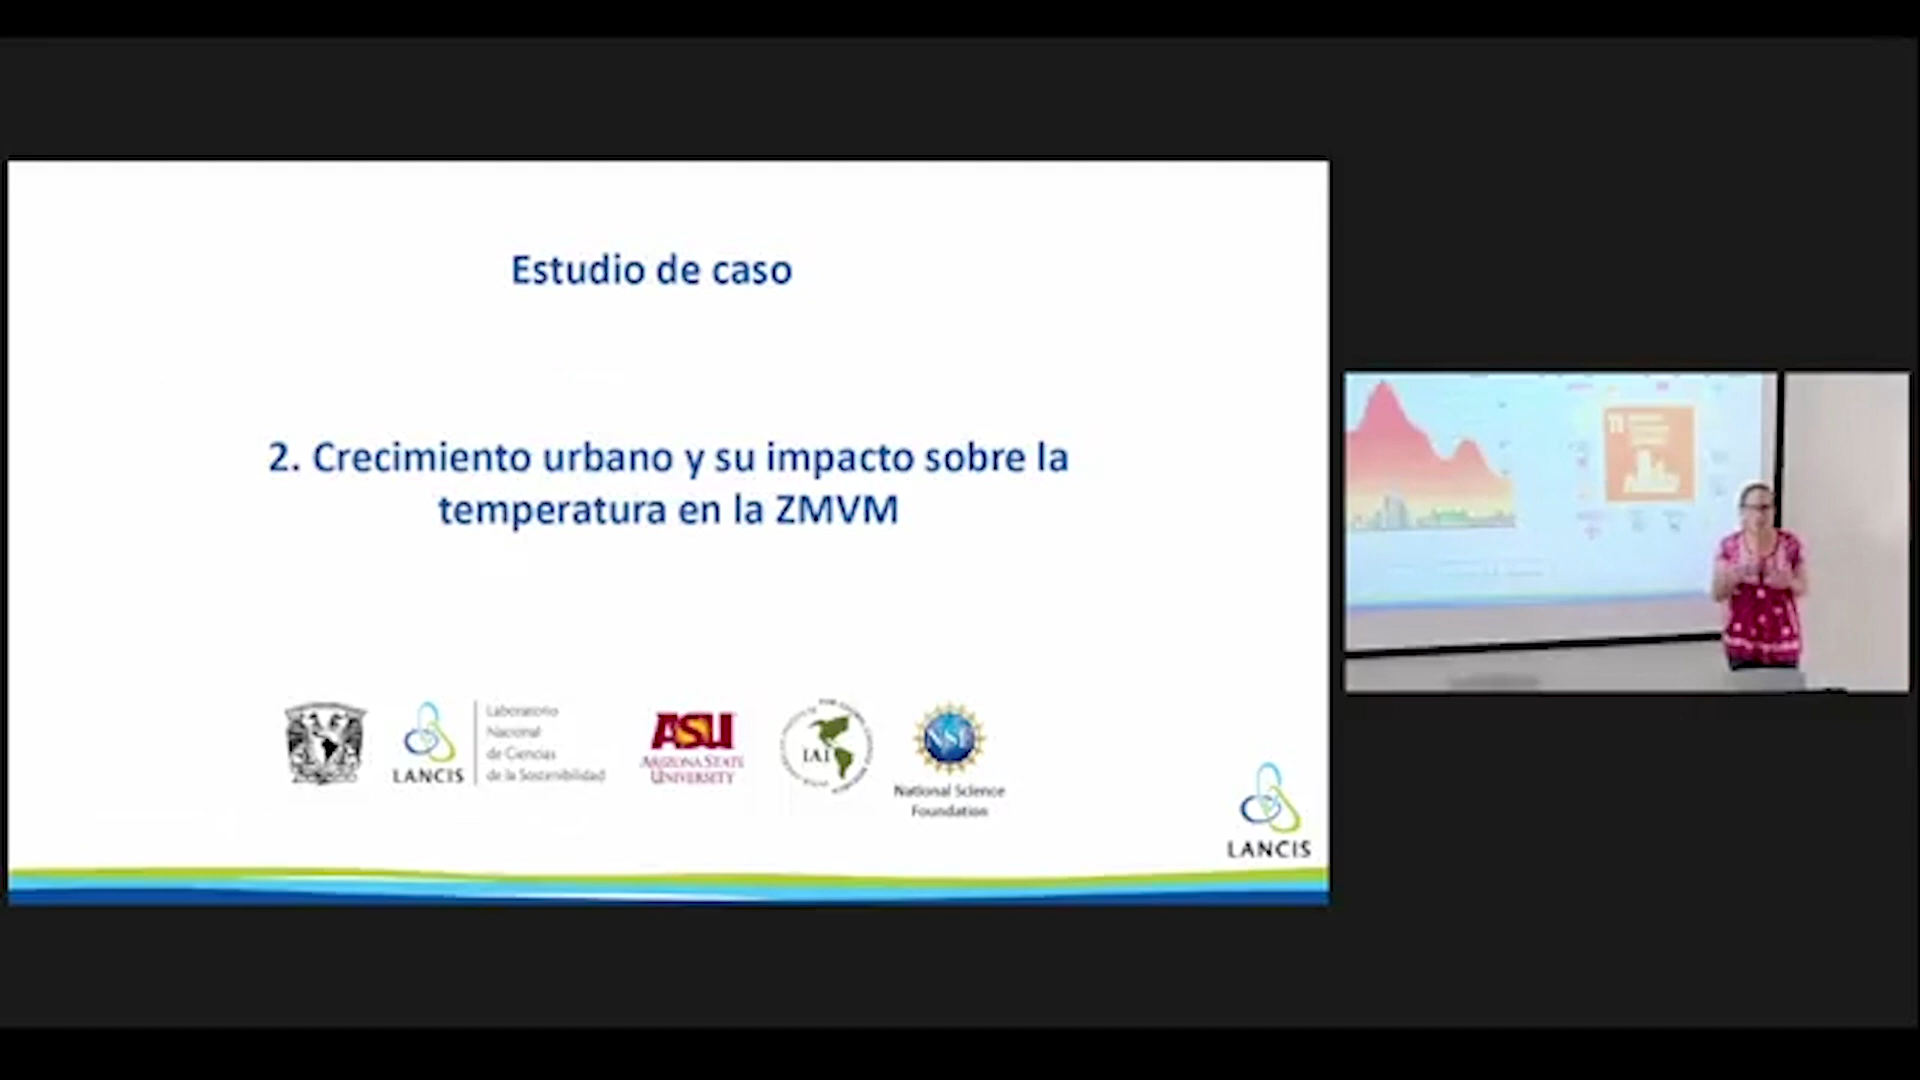 Estudio de caso
2. Crecimiento urbano y su impacto sobre la
temperatura en la ZMVM
LANCIS
Laboratorio
Nacional
de Ciencias
de la Sostenibilidad
ASU
ARIZONA STATE
UNIVERSITY
IAI
NSF
National Science
Foundation
LANCIS
11